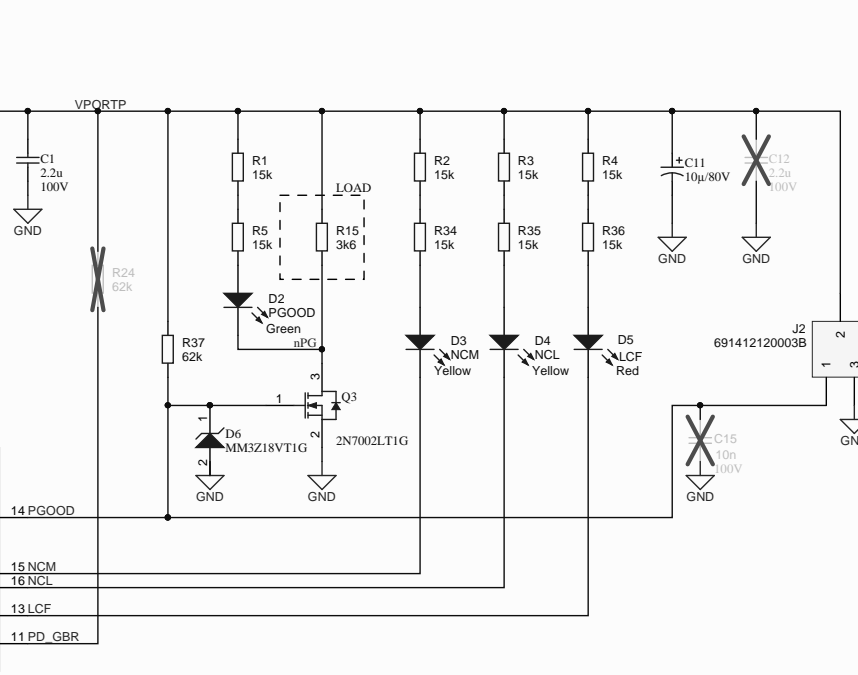 VPORTP
C1
2.2u
100V
GND
R24
62k
R37
62k
R1
15k
R5
15k
D2
PGOOD
Green
LOAD
R15
3k6
nPG
R2
15k
R34
15k
D3
NCM
Yellow
R3
15k
R35
15k
D4
NCL
Yellow
R4
15k
R36
15k
D5
LCF
Red
C11
+
10µ/80V
GND
C12
2.2u
100V
GND
J2
691412120003B
2
1
3
GND
C15
10n
100V
GND
1
3
Q3
2
2N7002LT1G
GND
1
D6
MM3Z18VT1G
2
GND
14 PGOOD
15 NCM
16 NCL
13 LCF
11 PD_GBR